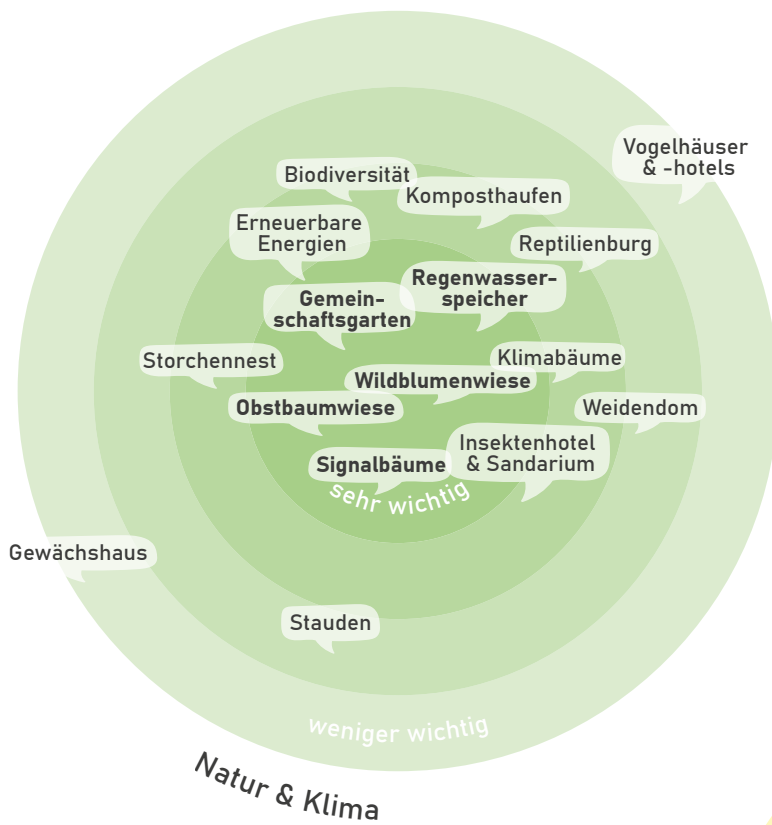 Vogelhäuser
& -hotels
Biodiversität
Komposthaufen
Erneuerbare
Energien
Reptilienburg
Regenwasser-
speicher
Gemein-
schaftsgarten
Storchennest
Klimabäume
Wildblumenwiese
Obstbaumwiese
Weidendom
Insektenhotel
& Sandarium
Signalbäume
sehr wichtig
Gewächshaus
Stauden
weniger wichtig
Natur & Klima